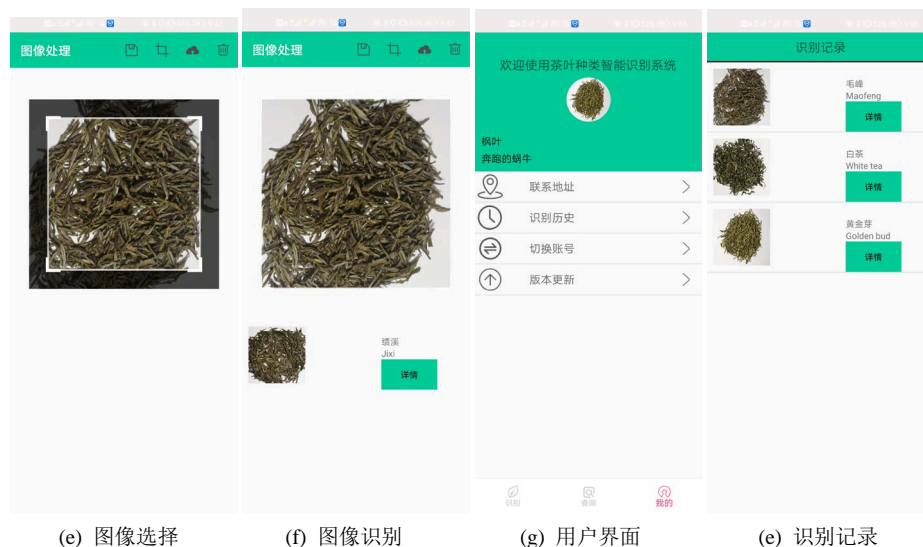 图像处理
图像处理
绩溪
Jixi
详情
欢迎使用茶叶种类智能识别系统
枫叶
奔跑的蜗牛
联系地址
识别历史
切换账号
版本更新
识别
查询
我的
识别记录
毛峰
Maofeng
详情
白茶
White tea
详情
黄金芽
Golden bud
详情
(e) 图像选择
(f) 图像识别
(g) 用户界面
(e) 识别记录